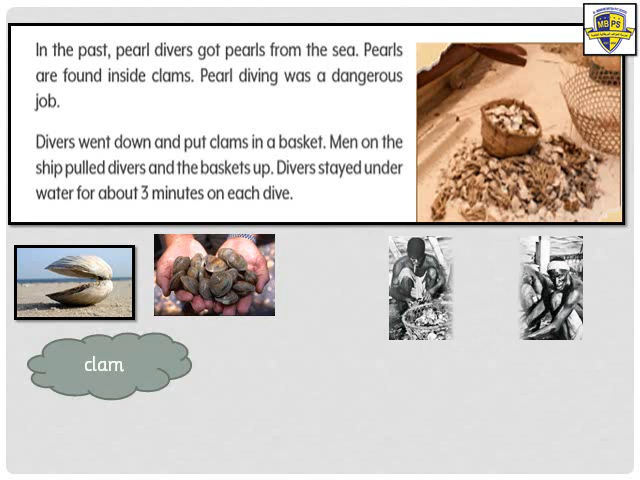 MBPS
In the past, pearl divers got pearls from the sea. Pearls
are found inside clams. Pearl diving was a dangerous
job.
Divers went down and put clams in a basket. Men on the
ship pulled divers and the baskets up. Divers stayed under
water for about 3 minutes on each dive.
clam